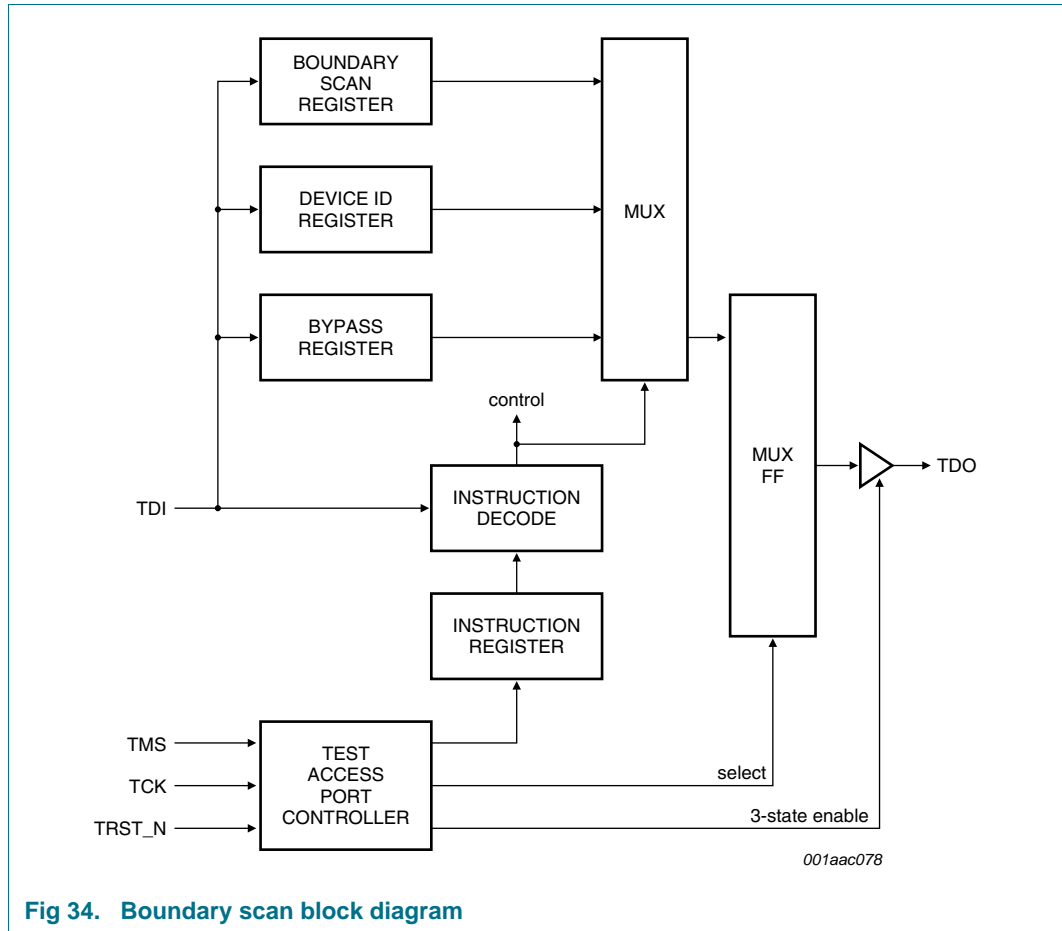 BOUNDARY
SCAN
REGISTER
DEVICE ID
REGISTER
MUX
BYPASS
REGISTER
control
MUX
FF
TDO
TDI
INSTRUCTION
DECODE
INSTRUCTION
REGISTER
TMS
TCK
TRST_N
TEST
ACCESS
PORT
CONTROLLER
select
3-state enable
001aac078
Fig 34. Boundary scan block diagram